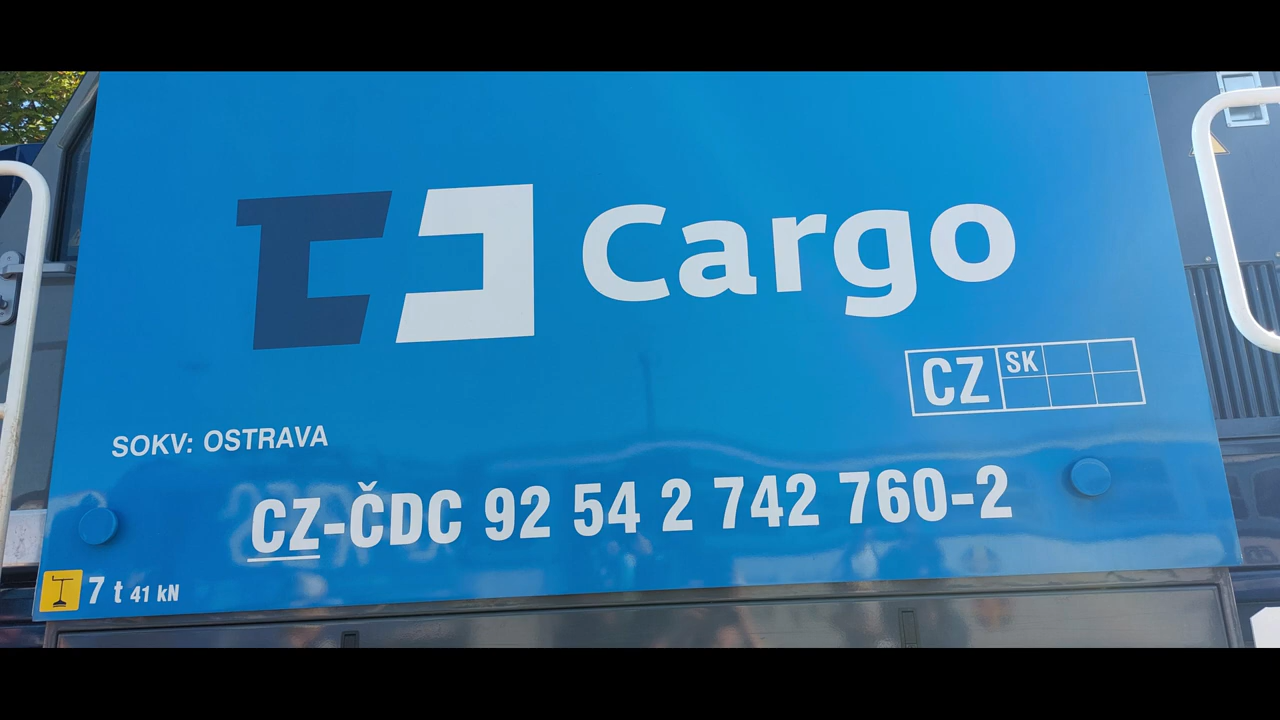 Cargo
CZ SK
SOKV: OSTRAVA
CZ-ČDC 92 54 2 742 760-2
7 t 41 kN